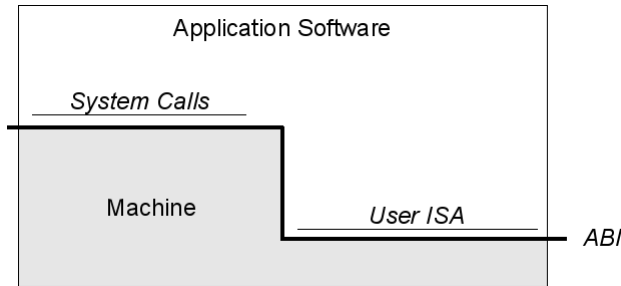 Application Software
System Calls
Machine
User ISA
ABI